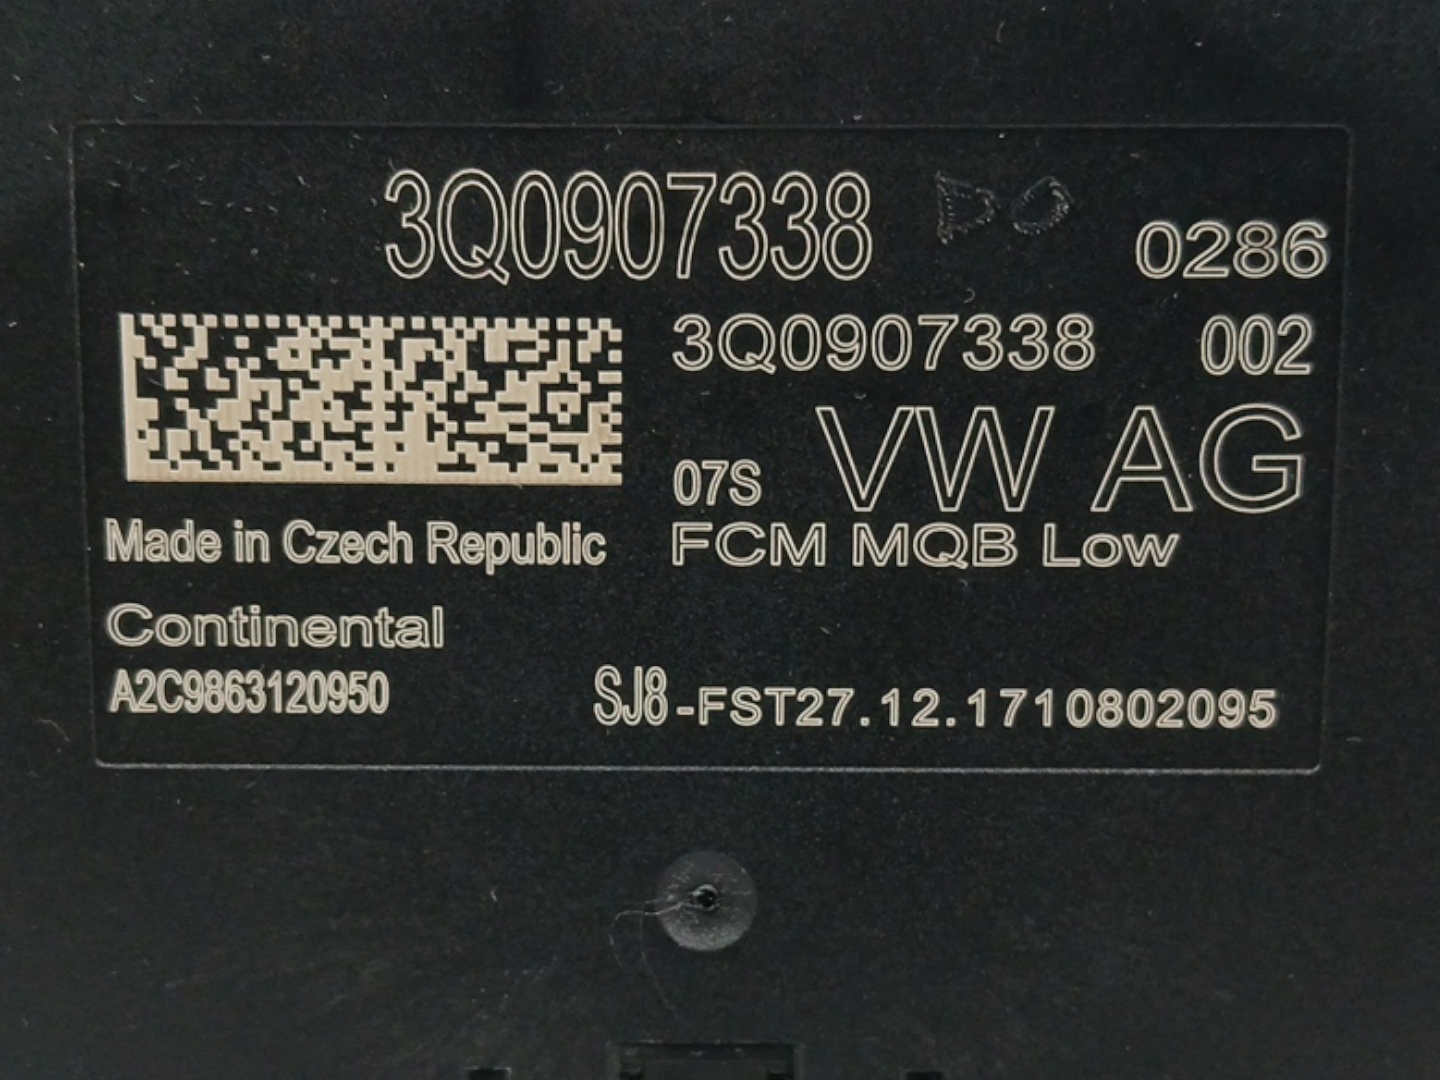 3Q0907338
0286
3Q0907338 002
07S VW AG
Made in Czech Republic FCM MQB Low
Continental
A2C9863120950 SJ8-FST27.12.1710802095